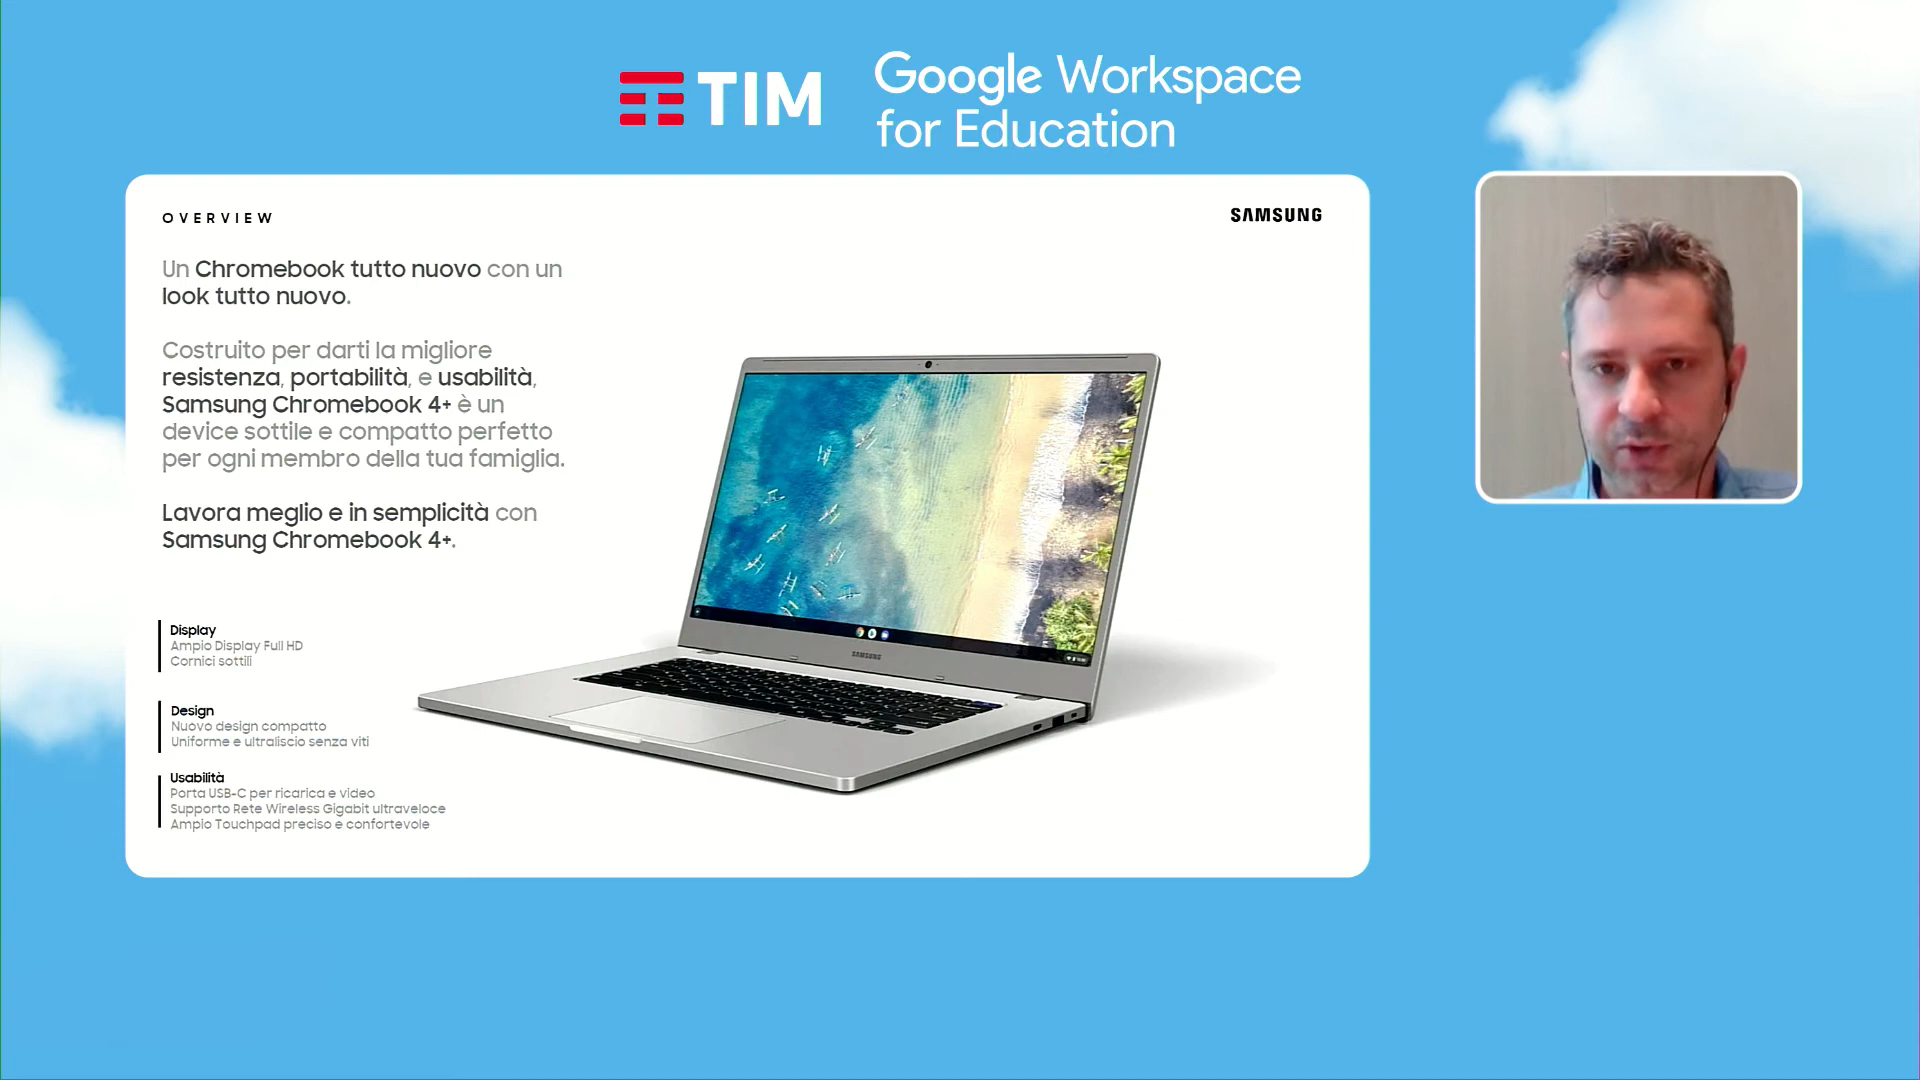 TIM
Google Workspace
for Education
OVERVIEW
SAMSUNG
Un Chromebook tutto nuovo con un
look tutto nuovo.
Costruito per darti la migliore
resistenza, portabilità, e usabilità,
Samsung Chromebook 4+ è un
device sottile e compatto perfetto
per ogni membro della tua famiglia.
Lavora meglio e in semplicità con
Samsung Chromebook 4+.
Display
Ampio Display Full HD
Cornici sottili
Design
Nuovo design compatto
Uniforme e ultraliscio senza viti
Usabilità
Porta USB-C per ricarica e video
Supporto Rete Wireless Gigabit ultraveloce
Ampio Touchpad preciso e confortevole
SAMSUNG